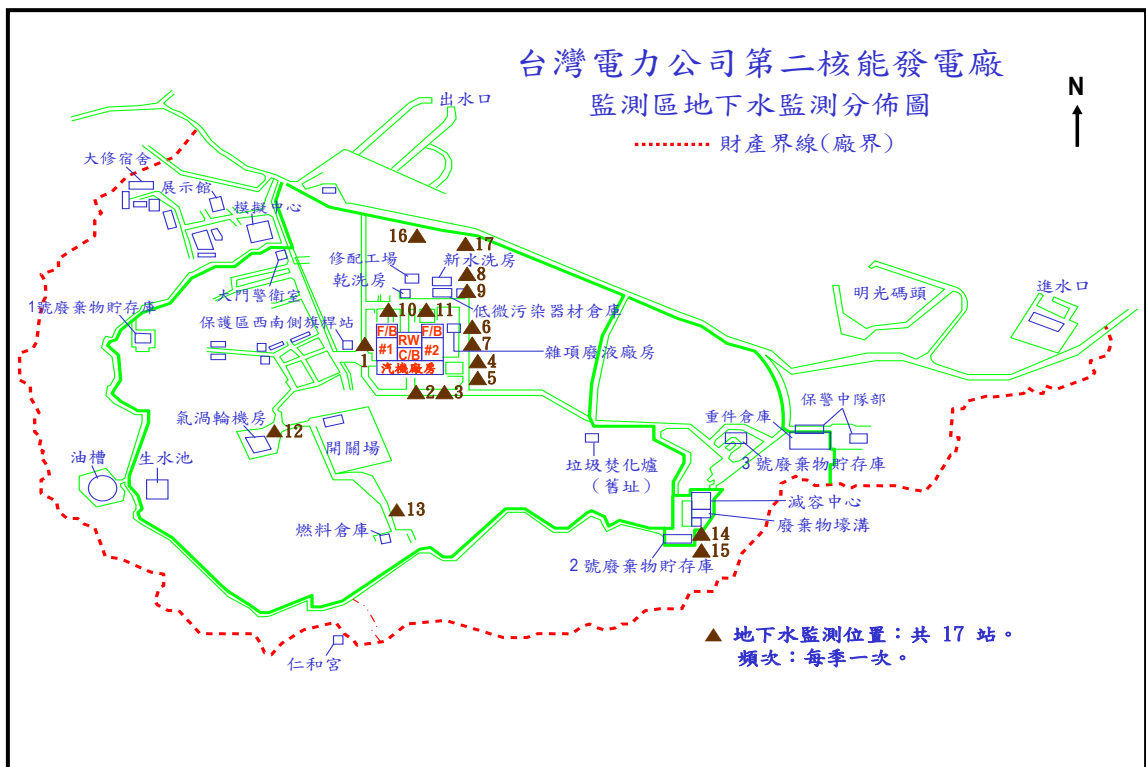 台灣電力公司第二核能發電廠
監測區地下水監測分佈圖
財產界線(廠界)
N
出水口
大修宿舍
展示館
模擬中心
16
17
修配工場
新水洗房
8
乾洗房
9
大門警衛室
明光碼頭
進水口
1號廢棄物貯存庫
10
11
低微污染器材倉庫
保護區西南側旗桿站
F/B
F/B
6
RW
#1
#2
7
雜項廢液廠房
1
C/B
4
汽機廠房
5
2
3
氣渦輪機房
12
開關場
重件倉庫
保警中隊部
油槽
生水池
垃圾焚化爐
(舊址)
3號廢棄物貯存庫
減容中心
13
廢棄物壕溝
燃料倉庫
14
15
2號廢棄物貯存庫
仁和宮
地下水監測位置：共 17 站。
頻次：每季一次。